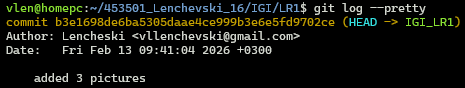 vlen@homepc:~/453501_Lenchevski_16/IGI/LR1$ git log --pretty
commit b3e1698de6ba5305daae4ce999b3e6e5fd9702ce (HEAD -> IGI_LR1)
Author: Lencheski <vllenchevski@gmail.com>
Date:   Fri Feb 13 09:41:04 2026 +0300
    added 3 pictures